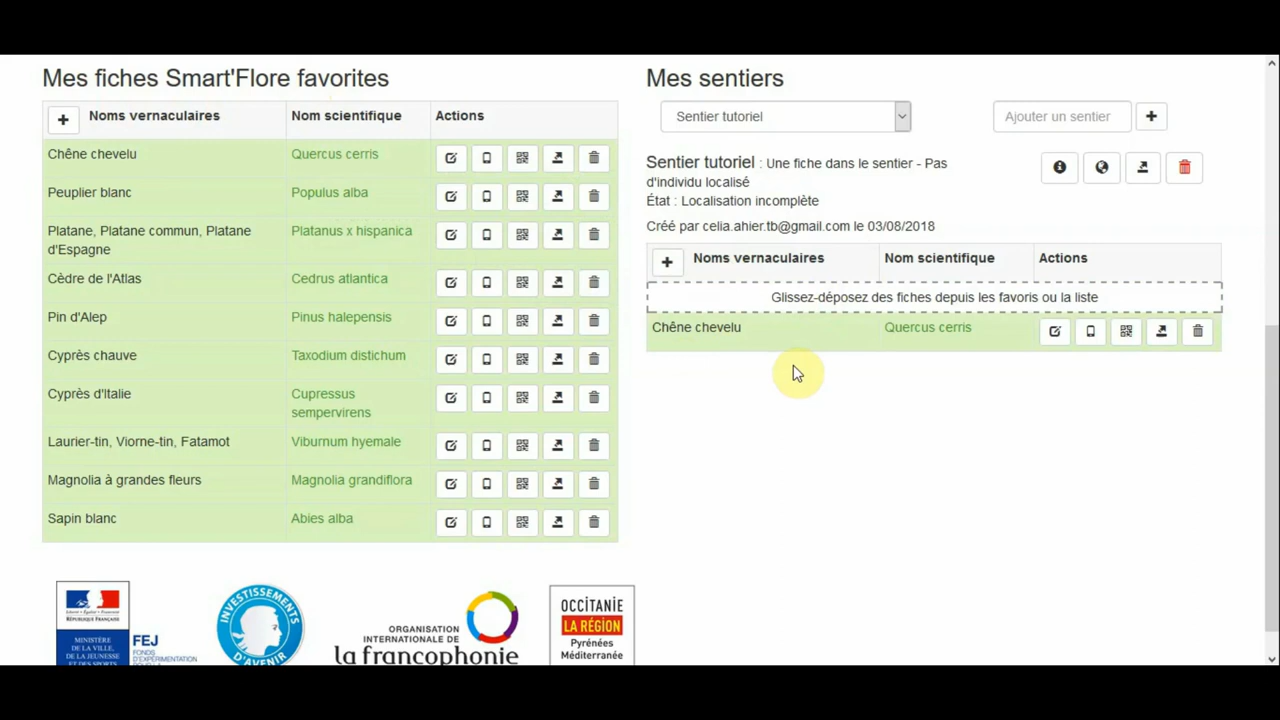 Mes fiches Smart'Flore favorites
Noms vernaculaires Nom scientifique Actions
Chêne chevelu Quercus cerris
Peuplier blanc Populus alba
Platane, Platane commun, Platane d'Espagne Platanus x hispanica
Cèdre de l'Atlas Cedrus atlantica
Pin d'Alep Pinus halepensis
Cyprès chauve Taxodium distichum
Cyprès d'Italie Cupressus sempervirens
Laurier-tin, Viorne-tin, Fatamot Viburnum hyemale
Magnolia à grandes fleurs Magnolia grandiflora
Sapin blanc Abies alba
Mes sentiers
Sentier tutoriel Ajouter un sentier
Sentier tutoriel : Une fiche dans le sentier - Pas
d'individu localisé
État : Localisation incomplète
Créé par celia.ahier.tb@gmail.com le 03/08/2018
Noms vernaculaires Nom scientifique Actions
Glissez-déposez des fiches depuis les favoris ou la liste
Chêne chevelu Quercus cerris
RÉPUBLIQUE FRANÇAISE
MINISTÈRE
DE LA VILLE,
DE LA JEUNESSE
ET DES SPORTS
FEJ
FONDS
D'EXPÉRIMENTATION
INVESTISSEMENTS
D'AVENIR
ORGANISATION
INTERNATIONALE DE
la francophonie
OCCITANIE
LA RÉGION
Pyrénées
Méditerranée